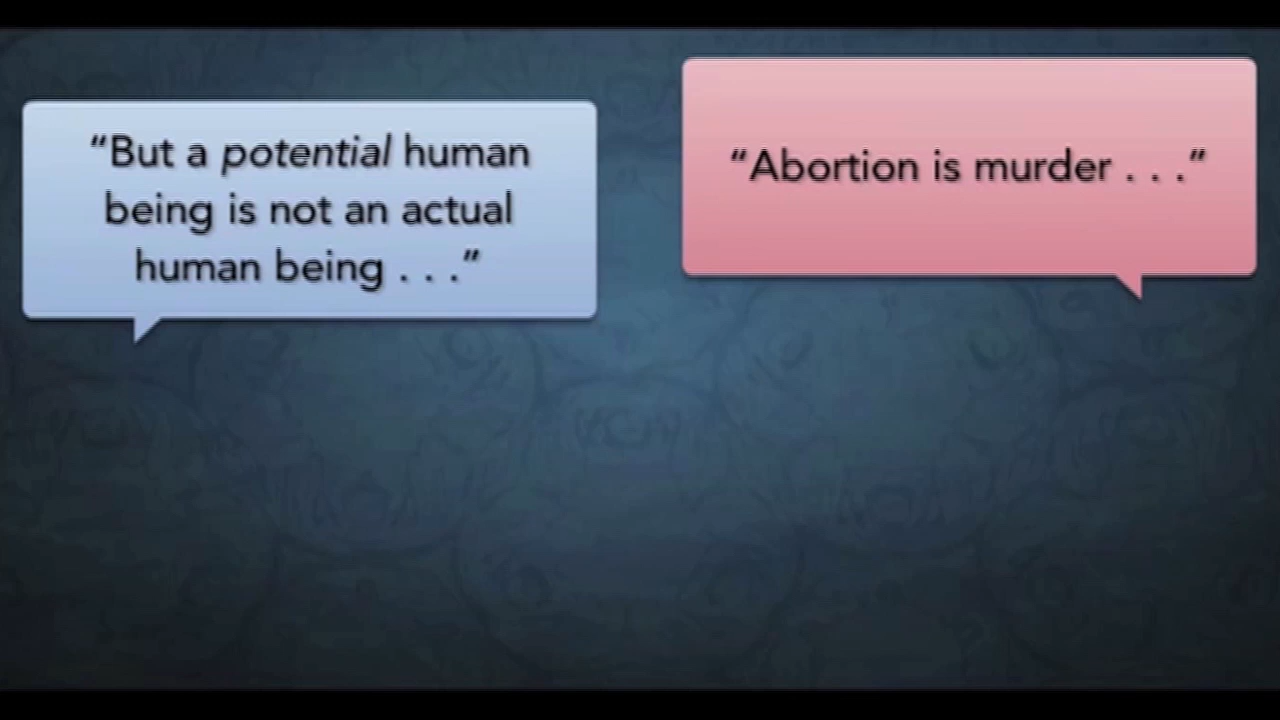 “But a potential human
being is not an actual
human being . . .”
“Abortion is murder . . .”